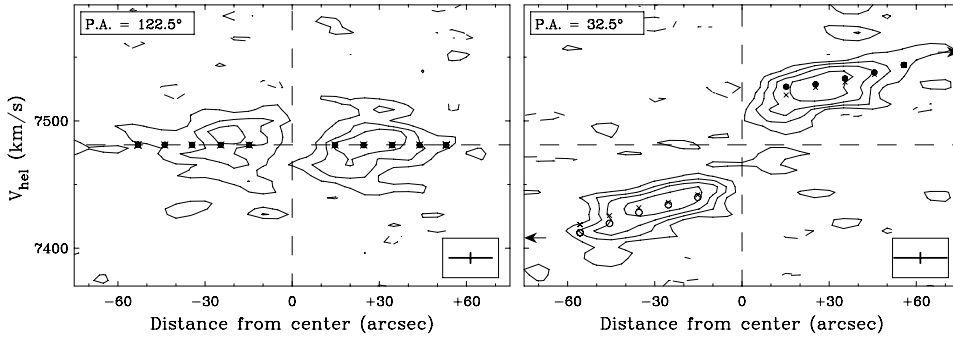 P.A. = 122.5°
P.A. = 32.5°
V_hel (km/s)
7500
7400
−60 −30 0 +30 +60
−60 −30 0 +30 +60
Distance from center (arcsec)
Distance from center (arcsec)